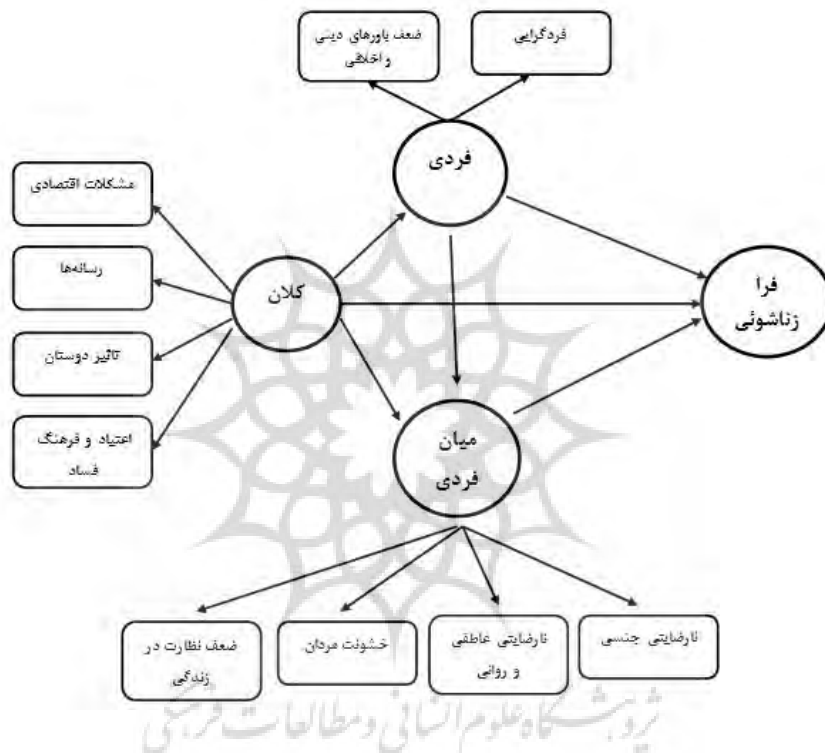 فردگرایی
ضعف باورهای دینی
و اخلاقی
فردی
مشکلات اقتصادی
رسانه‌ها
تاثیر دوستان
اعتیاد و فرهنگ
فساد
کلان
فرا
زناشوئی
میان
فردی
نارضایتی جنسی
نارضایتی عاطفی
و روانی
خشونت مردان
ضعف نظارت در
زندگی
پژوهشگاه علوم انسانی و مطالعات فرهنگی